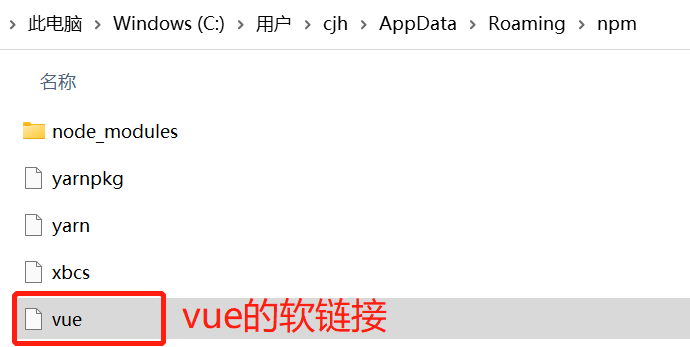 此电脑 > Windows (C:) > 用户 > cjh > AppData > Roaming > npm
名称
node_modules
yarnpkg
yarn
xbcs
vue vue的软链接